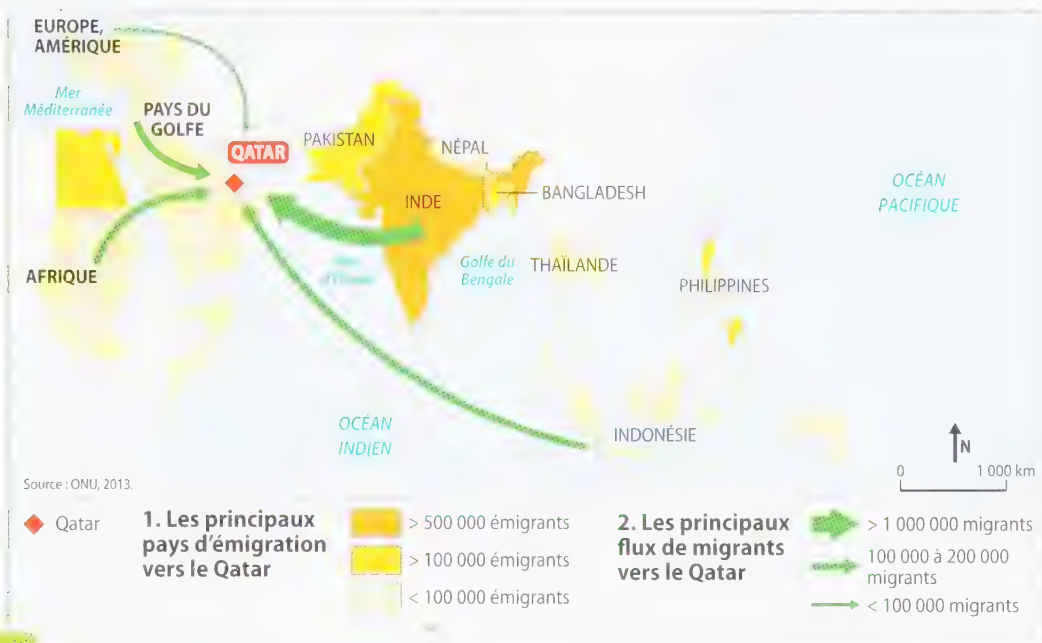 EUROPE,
AMÉRIQUE
Mer
Méditerranée
PAYS DU
GOLFE
QATAR
PAKISTAN
NÉPAL
BANGLADESH
INDE
OCÉAN
PACIFIQUE
AFRIQUE
Golfe du
Bengale
THAÏLANDE
PHILIPPINES
OCÉAN
INDIEN
INDONÉSIE
N
0 1 000 km
Source : ONU, 2013.
Qatar
1. Les principaux
pays d'émigration
vers le Qatar
> 500 000 émigrants
> 100 000 émigrants
< 100 000 émigrants
2. Les principaux
flux de migrants
vers le Qatar
> 1 000 000 migrants
100 000 à 200 000
migrants
< 100 000 migrants